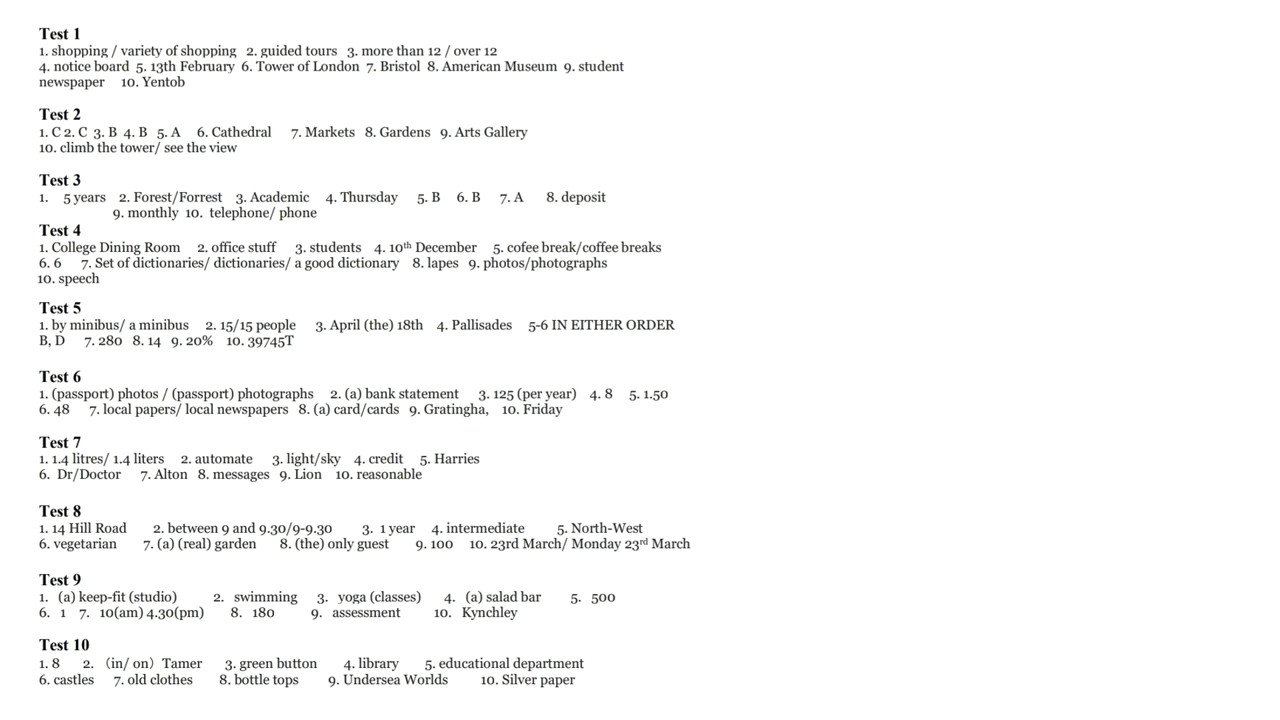 Test 1
1. shopping / variety of shopping 2. guided tours 3. more than 12 / over 12
4. notice board 5. 13th February 6. Tower of London 7. Bristol 8. American Museum 9. student
newspaper 10. Yentob
Test 2
1. C 2. C 3. B 4. B 5. A 6. Cathedral 7. Markets 8. Gardens 9. Arts Gallery
10. climb the tower/ see the view
Test 3
1. 5 years 2. Forest/Forrest 3. Academic 4. Thursday 5. B 6. B 7. A 8. deposit
9. monthly 10. telephone/ phone
Test 4
1. College Dining Room 2. office stuff 3. students 4. 10th December 5. cofee break/coffee breaks
6. 6 7. Set of dictionaries/ dictionaries/ a good dictionary 8. lapes 9. photos/photographs
10. speech
Test 5
1. by minibus/ a minibus 2. 15/15 people 3. April (the) 18th 4. Pallisades 5-6 IN EITHER ORDER
B, D 7. 280 8. 14 9. 20% 10. 39745T
Test 6
1. (passport) photos / (passport) photographs 2. (a) bank statement 3. 125 (per year) 4. 8 5. 1.50
6. 48 7. local papers/ local newspapers 8. (a) card/cards 9. Gratingha, 10. Friday
Test 7
1. 1.4 litres/ 1.4 liters 2. automate 3. light/sky 4. credit 5. Harries
6. Dr/Doctor 7. Alton 8. messages 9. Lion 10. reasonable
Test 8
1. 14 Hill Road 2. between 9 and 9.30/9-9.30 3. 1 year 4. intermediate 5. North-West
6. vegetarian 7. (a) (real) garden 8. (the) only guest 9. 100 10. 23rd March/ Monday 23rd March
Test 9
1. (a) keep-fit (studio) 2. swimming 3. yoga (classes) 4. (a) salad bar 5. 500
6. 1 7. 10(am) 4.30(pm) 8. 180 9. assessment 10. Kynchley
Test 10
1. 8 2. （in/ on）Tamer 3. green button 4. library 5. educational department
6. castles 7. old clothes 8. bottle tops 9. Undersea Worlds 10. Silver paper